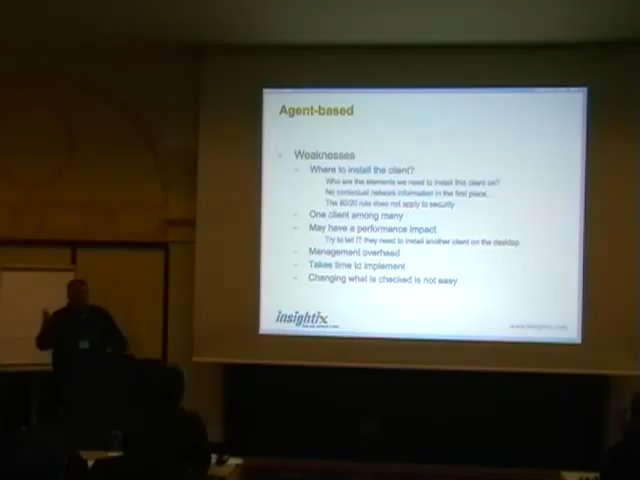 Agent-based
Weaknesses
– Where to install the client?
Who are the elements we need to install this client on?
No contextual network information in the first place...
The 80/20 rule does not apply to security
– One client among many
– May have a performance impact
Try to tell IT they need to install another client on the desktop
– Management overhead
– Takes time to implement
– Changing what is checked is not easy
insightix
www.insightix.com